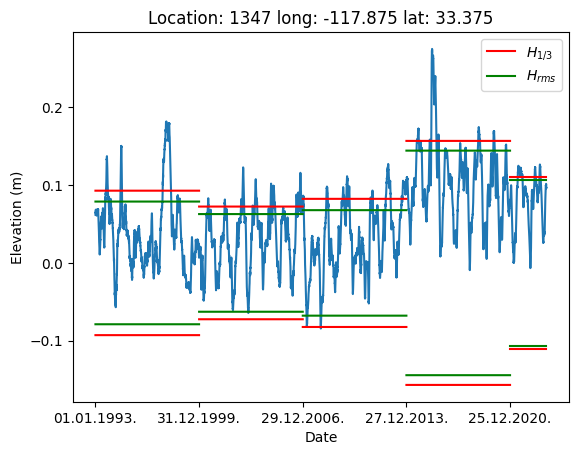 Location: 1347 long: -117.875 lat: 33.375
H1/3
Hrms
Elevation (m)
0.2
0.1
0.0
−0.1
01.01.1993. 31.12.1999. 29.12.2006. 27.12.2013. 25.12.2020.
Date